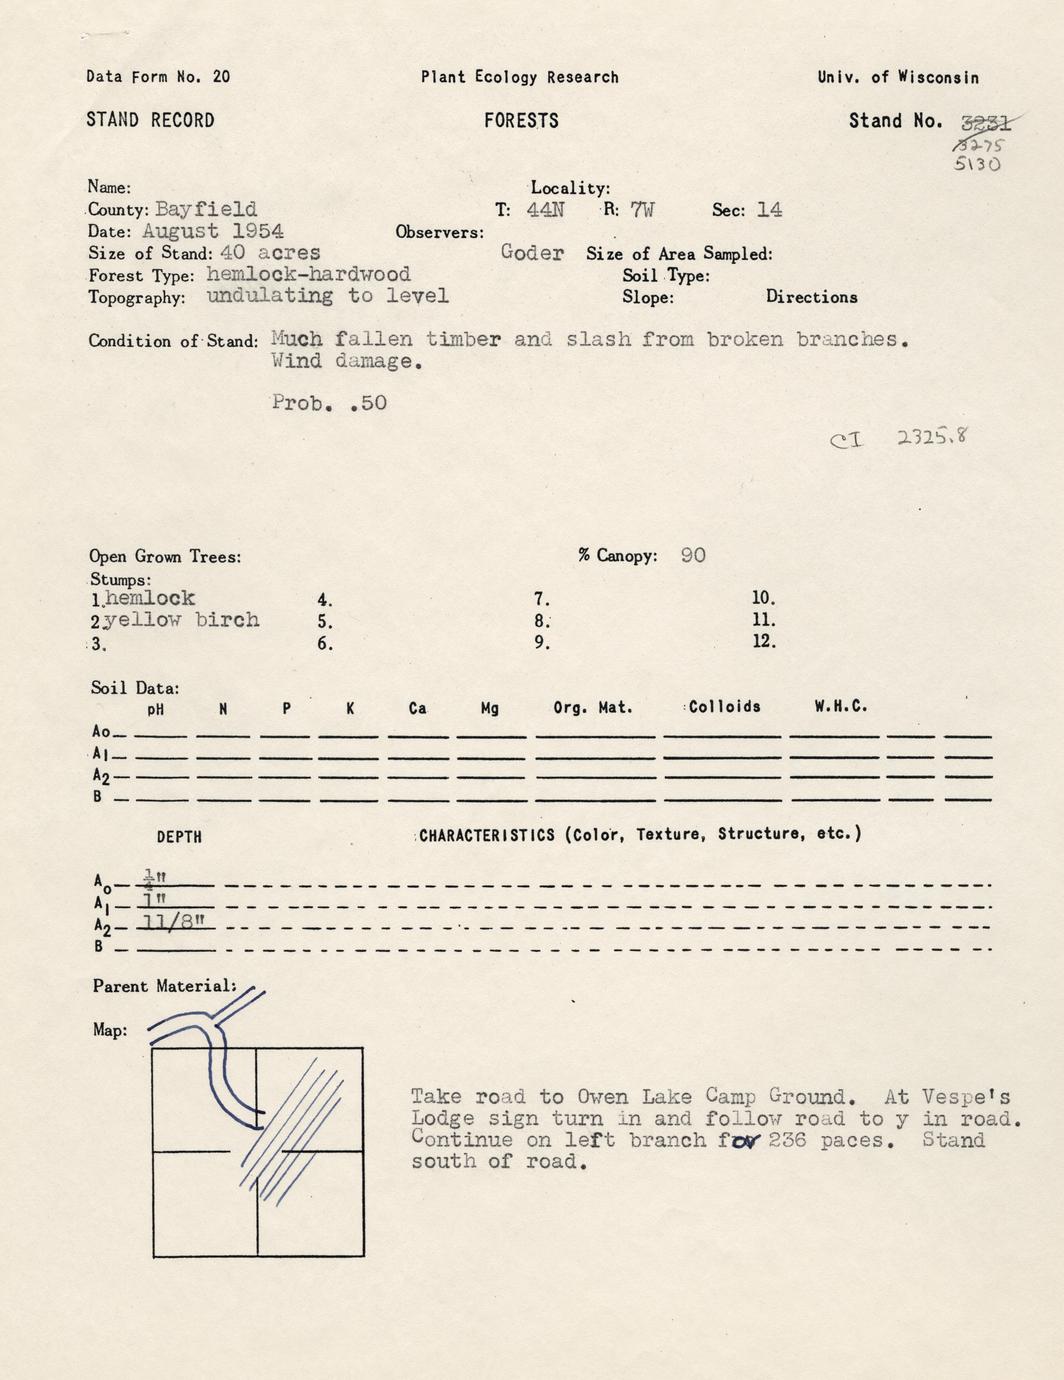 Data Form No. 20 Plant Ecology Research Univ. of Wisconsin
STAND RECORD FORESTS Stand No. 3231
3275
5130
Name: Locality:
County: Bayfield T: 44N R: 7W Sec: 14
Date: August 1954 Observers:
Size of Stand: 40 acres Goder Size of Area Sampled:
Forest Type: hemlock-hardwood Soil Type:
Topography: undulating to level Slope: Directions
Condition of Stand: Much fallen timber and slash from broken branches.
Wind damage.
Prob. .50
CI 2325.8
Open Grown Trees: % Canopy: 90
Stumps:
1. hemlock 4. 7. 10.
2 yellow birch 5. 8. 11.
3. 6. 9. 12.
Soil Data:
pH N P K Ca Mg Org. Mat. Colloids W.H.C.
Ao
A1
A2
B
DEPTH CHARACTERISTICS (Color, Texture, Structure, etc.)
Ao ¼"
A1 1"
A2 11/8"
B
Parent Material:
Map:
Take road to Owen Lake Camp Ground. At Vespe's
Lodge sign turn in and follow road to y in road.
Continue on left branch for 236 paces. Stand
south of road.